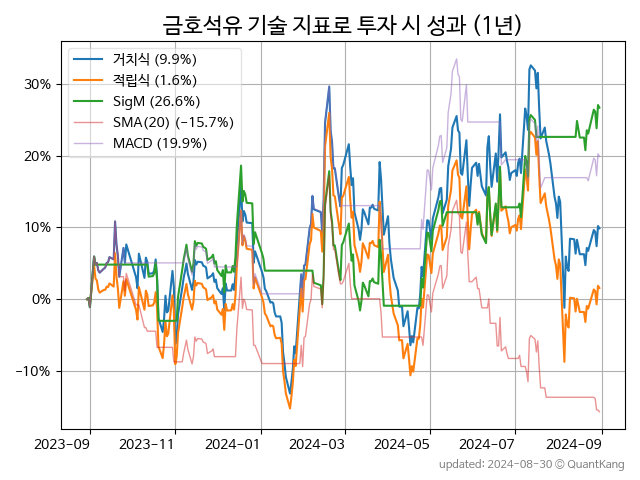 금호석유 기술 지표로 투자 시 성과 (1년)
거치식 (9.9%)
적립식 (1.6%)
SigM (26.6%)
SMA(20) (−15.7%)
MACD (19.9%)
30%
20%
10%
0%
−10%
2023-09 2023-11 2024-01 2024-03 2024-05 2024-07 2024-09
updated: 2024-08-30 © QuantKang